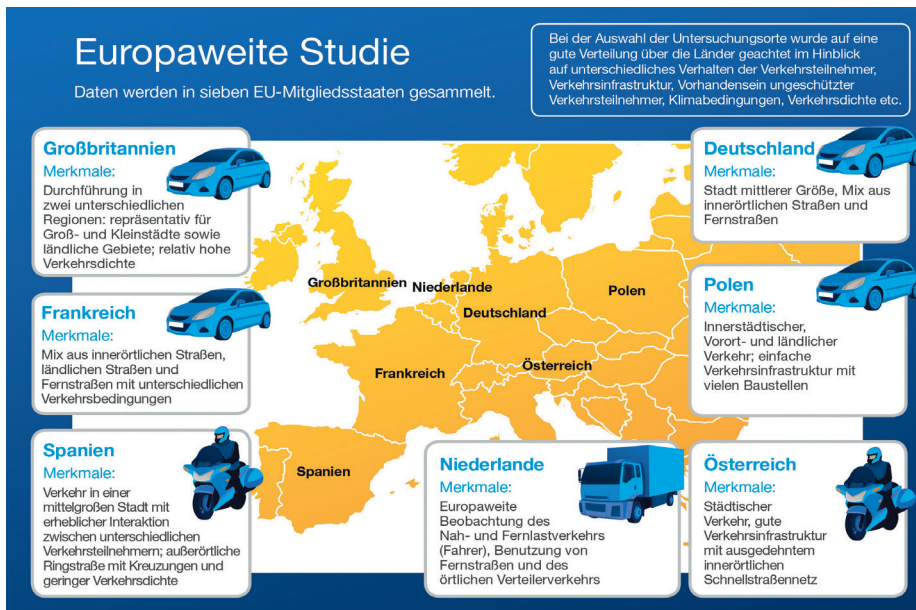 Europaweite Studie
Daten werden in sieben EU-Mitgliedsstaaten gesammelt.
Bei der Auswahl der Untersuchungsorte wurde auf eine
gute Verteilung über die Länder geachtet im Hinblick
auf unterschiedliches Verhalten der Verkehrsteilnehmer,
Verkehrsinfrastruktur, Vorhandensein ungeschützter
Verkehrsteilnehmer, Klimabedingungen, Verkehrsdichte etc.
Großbritannien
Merkmale:
Durchführung in
zwei unterschiedlichen
Regionen: repräsentativ für
Groß- und Kleinstädte sowie
ländliche Gebiete; relativ hohe
Verkehrsdichte
Frankreich
Merkmale:
Mix aus innerörtlichen Straßen,
ländlichen Straßen und
Fernstraßen mit unterschiedlichen
Verkehrsbedingungen
Spanien
Merkmale:
Verkehr in einer
mittelgroßen Stadt mit
erheblicher Interaktion
zwischen unterschiedlichen
Verkehrsteilnehmern; außerörtliche
Ringstraße mit Kreuzungen und
geringer Verkehrsdichte
Großbritannien
Niederlande
Deutschland
Polen
Frankreich
Österreich
Spanien
Niederlande
Merkmale:
Europaweite
Beobachtung des
Nah- und Fernlastverkehrs
(Fahrer), Benutzung von
Fernstraßen und des
örtlichen Verteilerverkehrs
Deutschland
Merkmale:
Stadt mittlerer Größe, Mix aus
innerörtlichen Straßen und
Fernstraßen
Polen
Merkmale:
Innerstädtischer,
Vorort- und ländlicher
Verkehr; einfache
Verkehrsinfrastruktur mit
vielen Baustellen
Österreich
Merkmale:
Städtischer
Verkehr, gute
Verkehrsinfrastruktur
mit ausgedehntem
innerörtlichen
Schnellstraßennetz